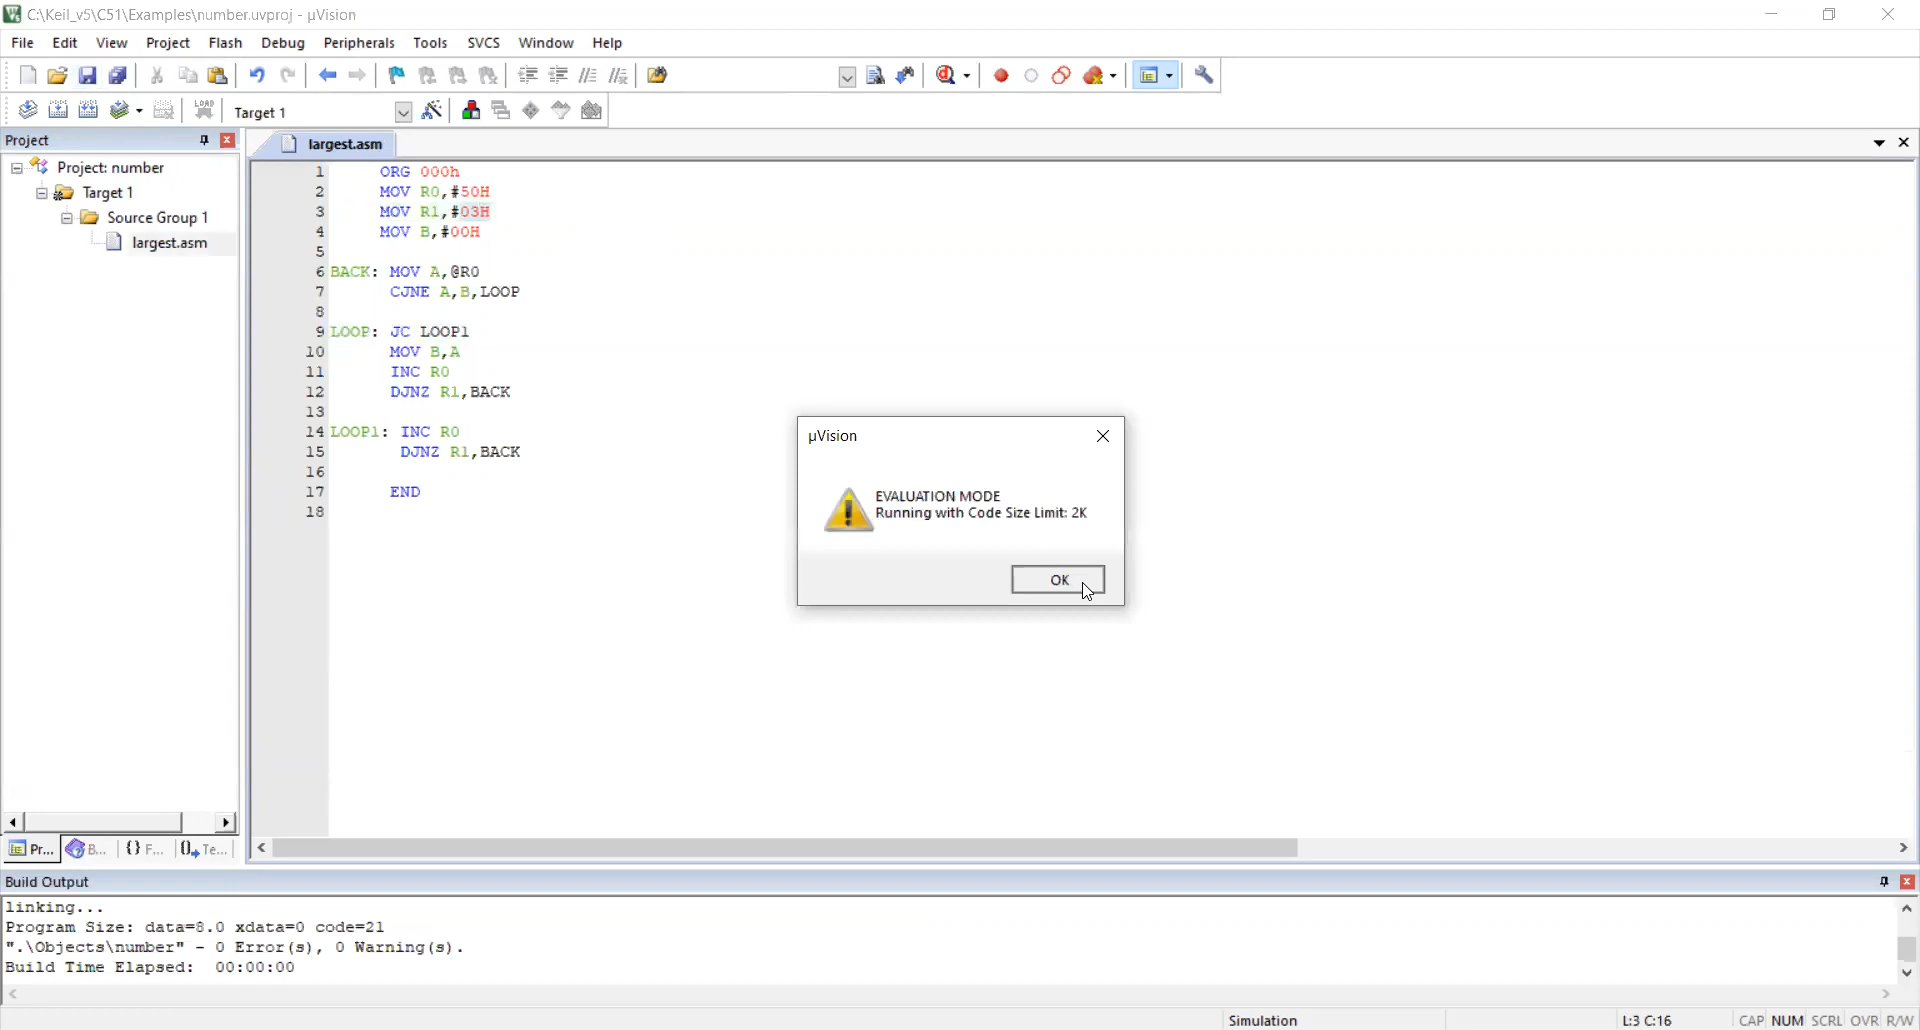 C:\Keil_v5\C51\Examples\number.uvproj - µVision
File Edit View Project Flash Debug Peripherals Tools SVCS Window Help
LOAD Target 1
Project
largest.asm
Project: number
Target 1
Source Group 1
largest.asm
1 ORG 000h
2 MOV R0,#50H
3 MOV R1,#03H
4 MOV B,#00H
5
6 BACK: MOV A,@R0
7 CJNE A,B,LOOP
8
9 LOOP: JC LOOP1
10 MOV B,A
11 INC R0
12 DJNZ R1,BACK
13
14 LOOP1: INC R0
15 DJNZ R1,BACK
16
17 END
18
µVision
EVALUATION MODE
Running with Code Size Limit: 2K
OK
Pr... B... {} F... Te...
Build Output
linking...
Program Size: data=8.0 xdata=0 code=21
".\Objects\number" - 0 Error(s), 0 Warning(s).
Build Time Elapsed: 00:00:00
Simulation L:3 C:16 CAP NUM SCRL OVR R/W